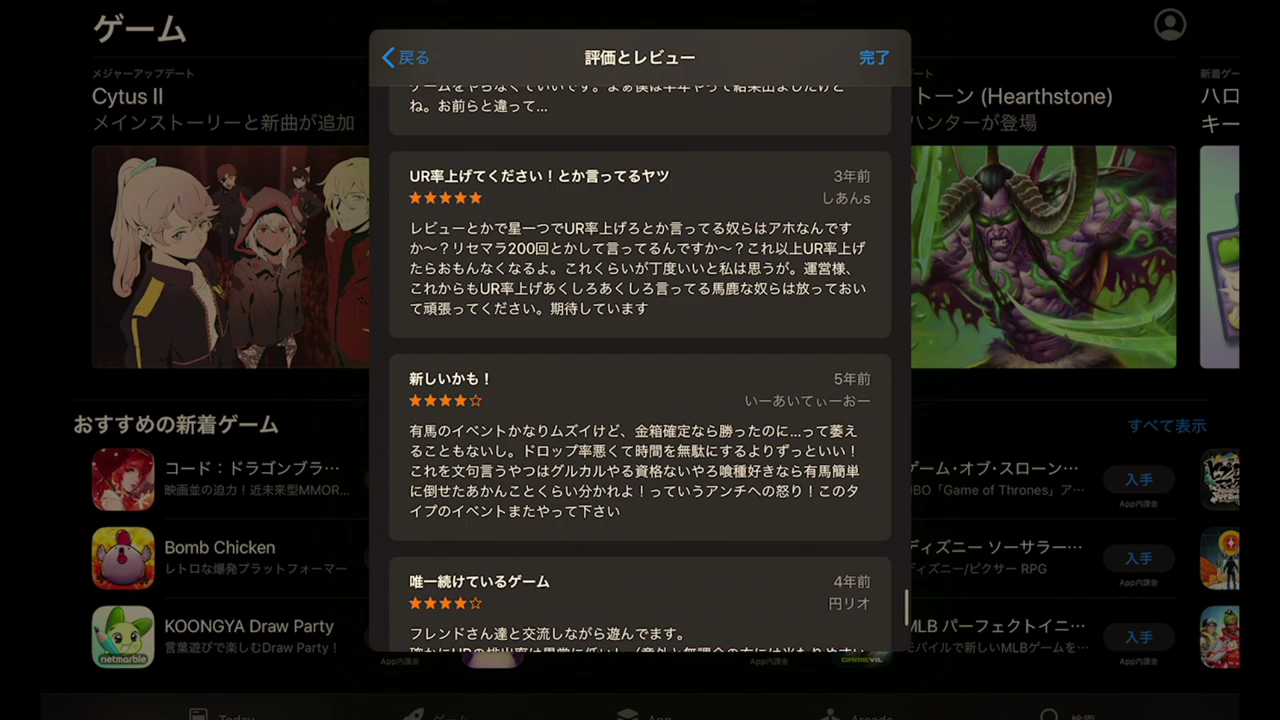 ゲーム
メジャーアップデート
Cytus II
メインストーリーと新曲が追加
戻る
評価とレビュー
完了
ね。お前らと違って...
UR率上げてください！とか言ってるヤツ
3年前
しあんs
レビューとかで星一つでUR率上げろとか言ってる奴らはアホなんです
か〜？リセマラ200回とかして言ってるんですか〜？これ以上UR率上げ
たらおもんなくなるよ。これくらいが丁度いいと私は思うが。運営様、
これからもUR率上げあくしろあくしろ言ってる馬鹿な奴らは放っておい
て頑張ってください。期待しています
新しいかも！
5年前
いーあいてぃーおー
有馬のイベントかなりムズイけど、金箱確定なら勝ったのに...って萎え
ることもないし。ドロップ率悪くて時間を無駄にするよりずっといい！
これを文句言うやつはグルカルやる資格ないやろ喰種好きなら有馬簡単
に倒せたあかんことくらい分かれよ！っていうアンチへの怒り！このタ
イプのイベントまたやって下さい
唯一続けているゲーム
4年前
円リオ
フレンドさん達と交流しながら遊んでます。
ート
トーン (Hearthstone)
ハンターが登場
新着ゲー
ハロ
キー
おすすめの新着ゲーム
すべて表示
コード：ドラゴンブラ…
映画並の迫力！近未来型MMOR...
Bomb Chicken
レトロな爆発プラットフォーマー
KOONGYA Draw Party
言葉遊びで楽しむDraw Party！
netmarble
App内課金
App内課金
GAMEVIL
ゲーム・オブ・スローン…
BO「Game of Thrones」ア…
入手
App内課金
ディズニー ソーサラー…
ディズニー/ピクサー RPG
入手
App内課金
MLB パーフェクトイニ…
モバイルで新しいMLBゲームを…
入手
App内課金
Today
ゲーム
App
Arcade
検索